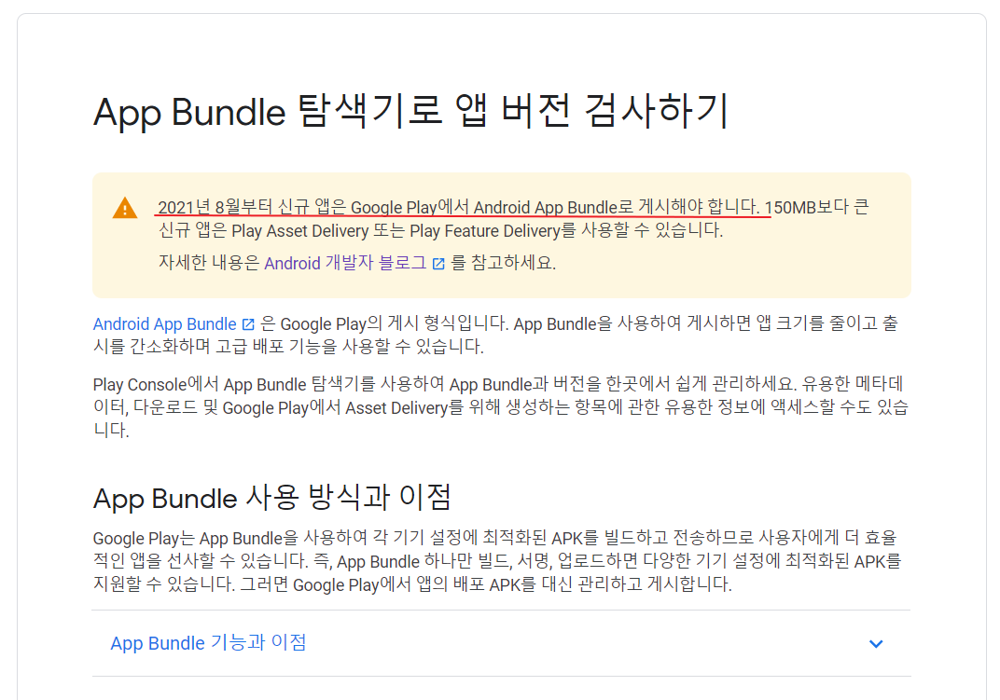 App Bundle 탐색기로 앱 버전 검사하기
2021년 8월부터 신규 앱은 Google Play에서 Android App Bundle로 게시해야 합니다. 150MB보다 큰
신규 앱은 Play Asset Delivery 또는 Play Feature Delivery를 사용할 수 있습니다.
자세한 내용은 Android 개발자 블로그 를 참고하세요.
Android App Bundle 은 Google Play의 게시 형식입니다. App Bundle을 사용하여 게시하면 앱 크기를 줄이고 출
시를 간소화하며 고급 배포 기능을 사용할 수 있습니다.
Play Console에서 App Bundle 탐색기를 사용하여 App Bundle과 버전을 한곳에서 쉽게 관리하세요. 유용한 메타데
이터, 다운로드 및 Google Play에서 Asset Delivery를 위해 생성하는 항목에 관한 유용한 정보에 액세스할 수도 있습
니다.
App Bundle 사용 방식과 이점
Google Play는 App Bundle을 사용하여 각 기기 설정에 최적화된 APK를 빌드하고 전송하므로 사용자에게 더 효율
적인 앱을 선사할 수 있습니다. 즉, App Bundle 하나만 빌드, 서명, 업로드하면 다양한 기기 설정에 최적화된 APK를
지원할 수 있습니다. 그러면 Google Play에서 앱의 배포 APK를 대신 관리하고 게시합니다.
App Bundle 기능과 이점